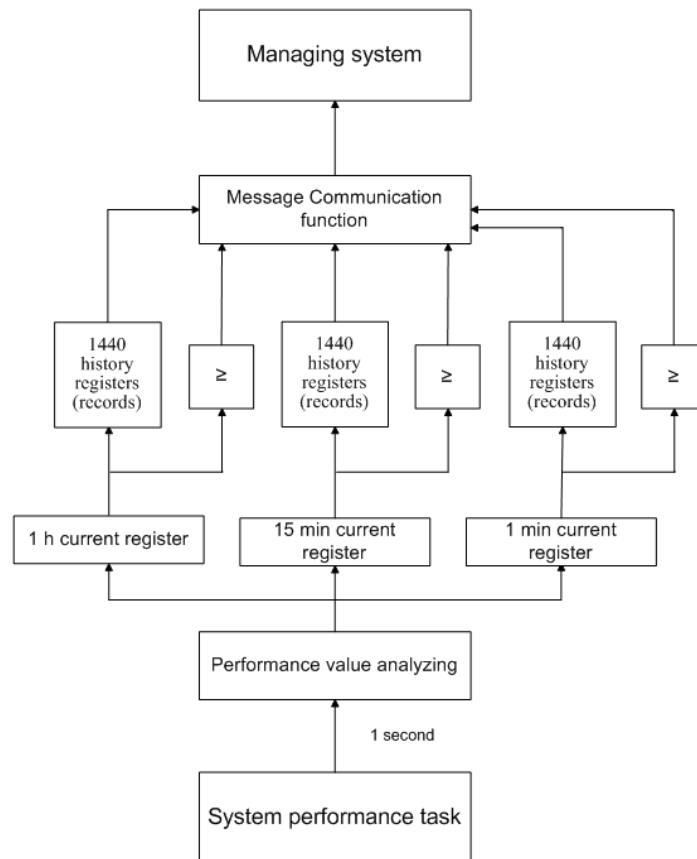 Managing system
Message Communication
function
1440
history
registers
(records)
≥
1440
history
registers
(records)
≥
1440
history
registers
(records)
≥
1 h current register
15 min current
register
1 min current
register
Performance value analyzing
1 second
System performance task